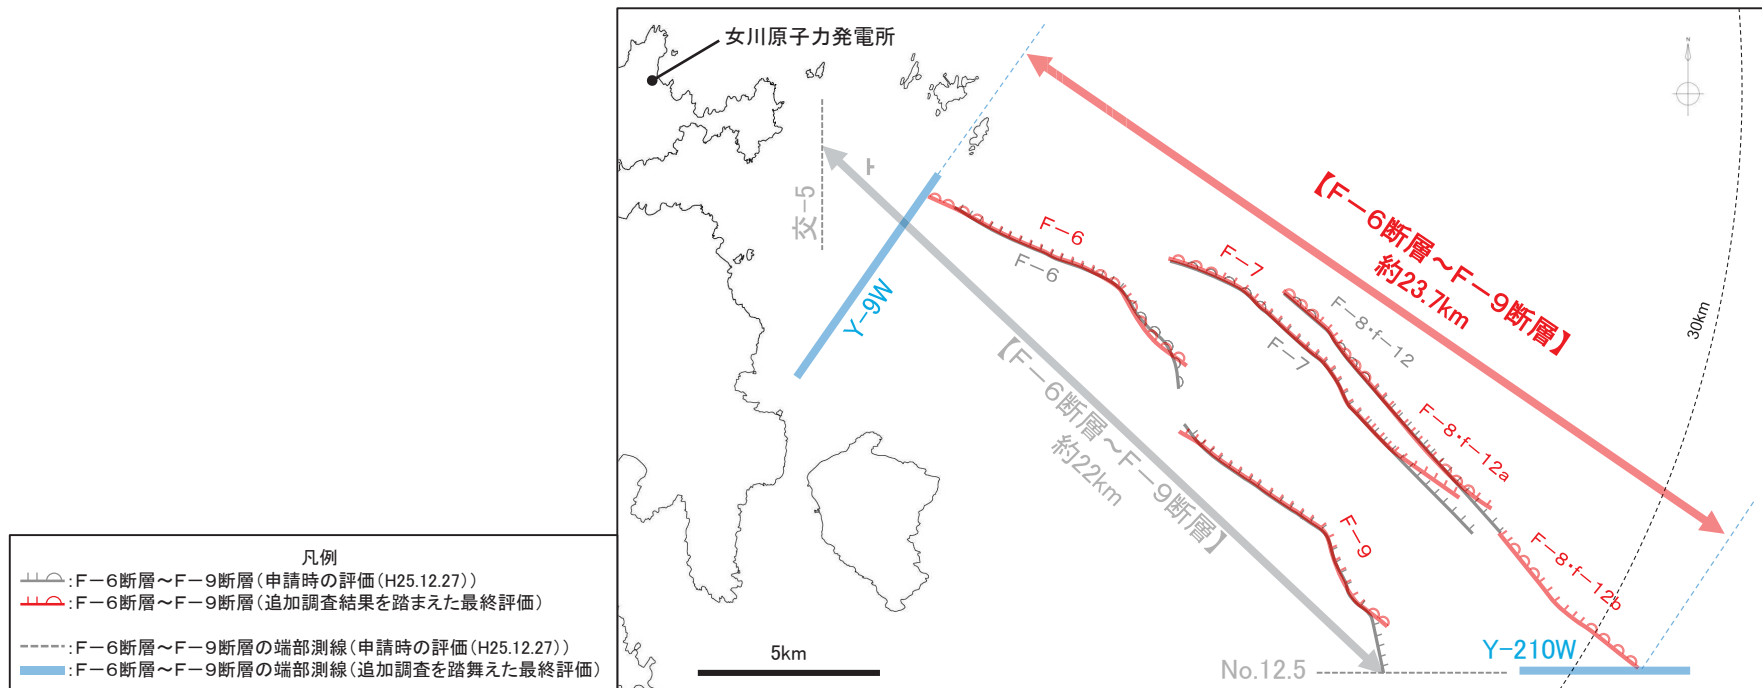 女川原子力発電所
N
交-5
Y-9W
F-6
F-6
F-7
F-7
F-8・f-12
F-8・f-12a
F-8・f-12b
F-9
【F-6断層～F-9断層】
約23.7km
【F-6断層～F-9断層】
約22km
30km
5km
No.12.5
Y-210W
凡例
:F-6断層～F-9断層(申請時の評価(H25.12.27))
:F-6断層～F-9断層(追加調査結果を踏まえた最終評価)
:F-6断層～F-9断層の端部測線(申請時の評価(H25.12.27))
:F-6断層～F-9断層の端部測線(追加調査を踏舞えた最終評価)